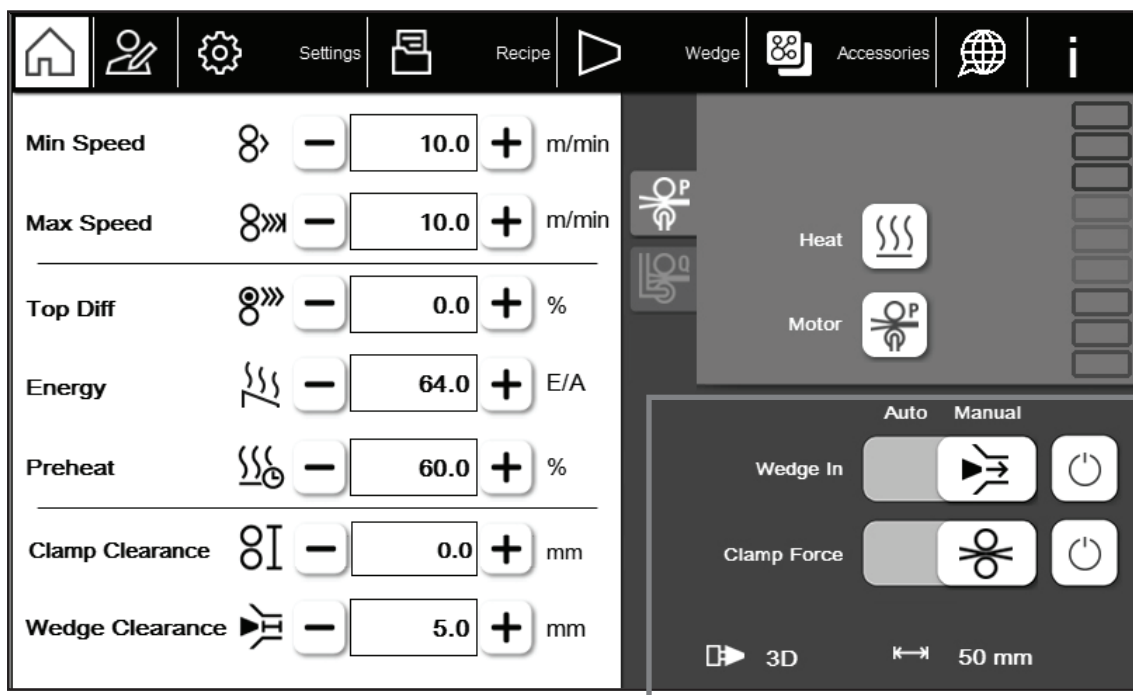 Settings Recipe Wedge Accessories i
Min Speed 10.0 m/min
Max Speed 10.0 m/min
Top Diff 0.0 %
Energy 64.0 E/A
Preheat 60.0 %
Clamp Clearance 0.0 mm
Wedge Clearance 5.0 mm
P
Q
Heat
Motor P
Auto Manual
Wedge In
Clamp Force
3D 50 mm